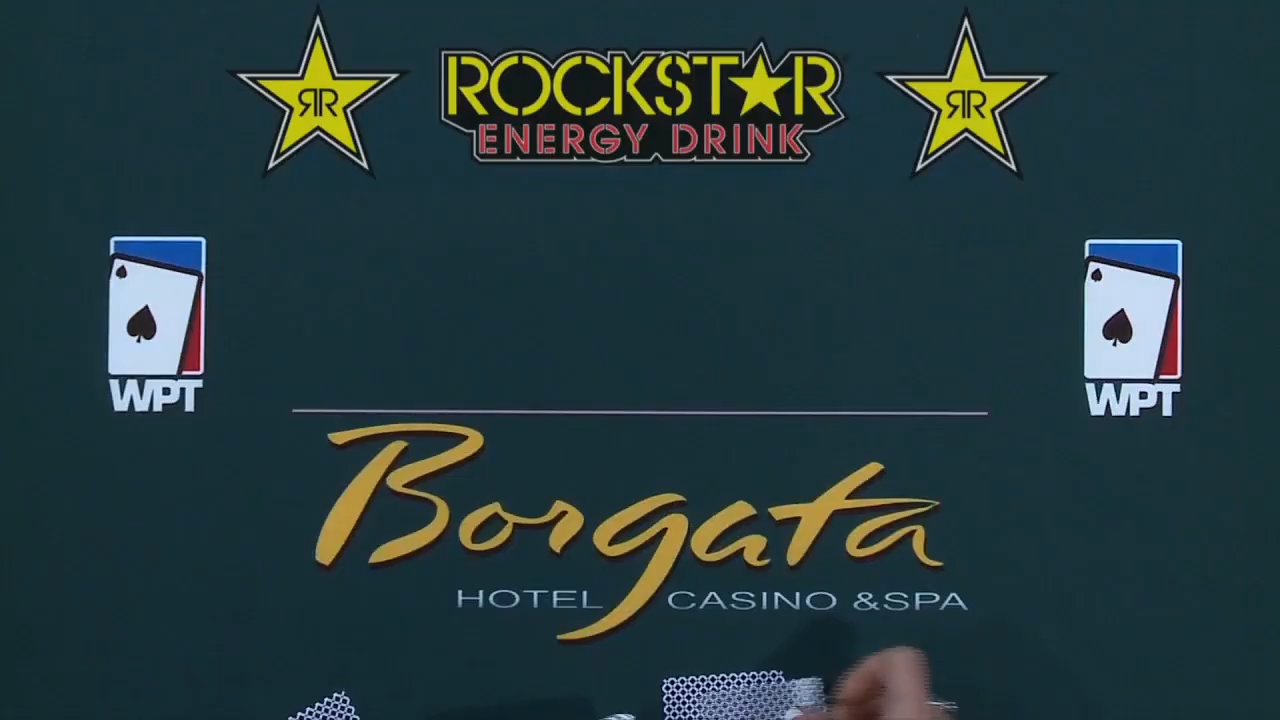 ROCKSTAR
ENERGY DRINK
WPT
WPT
Borgata
HOTEL CASINO &SPA